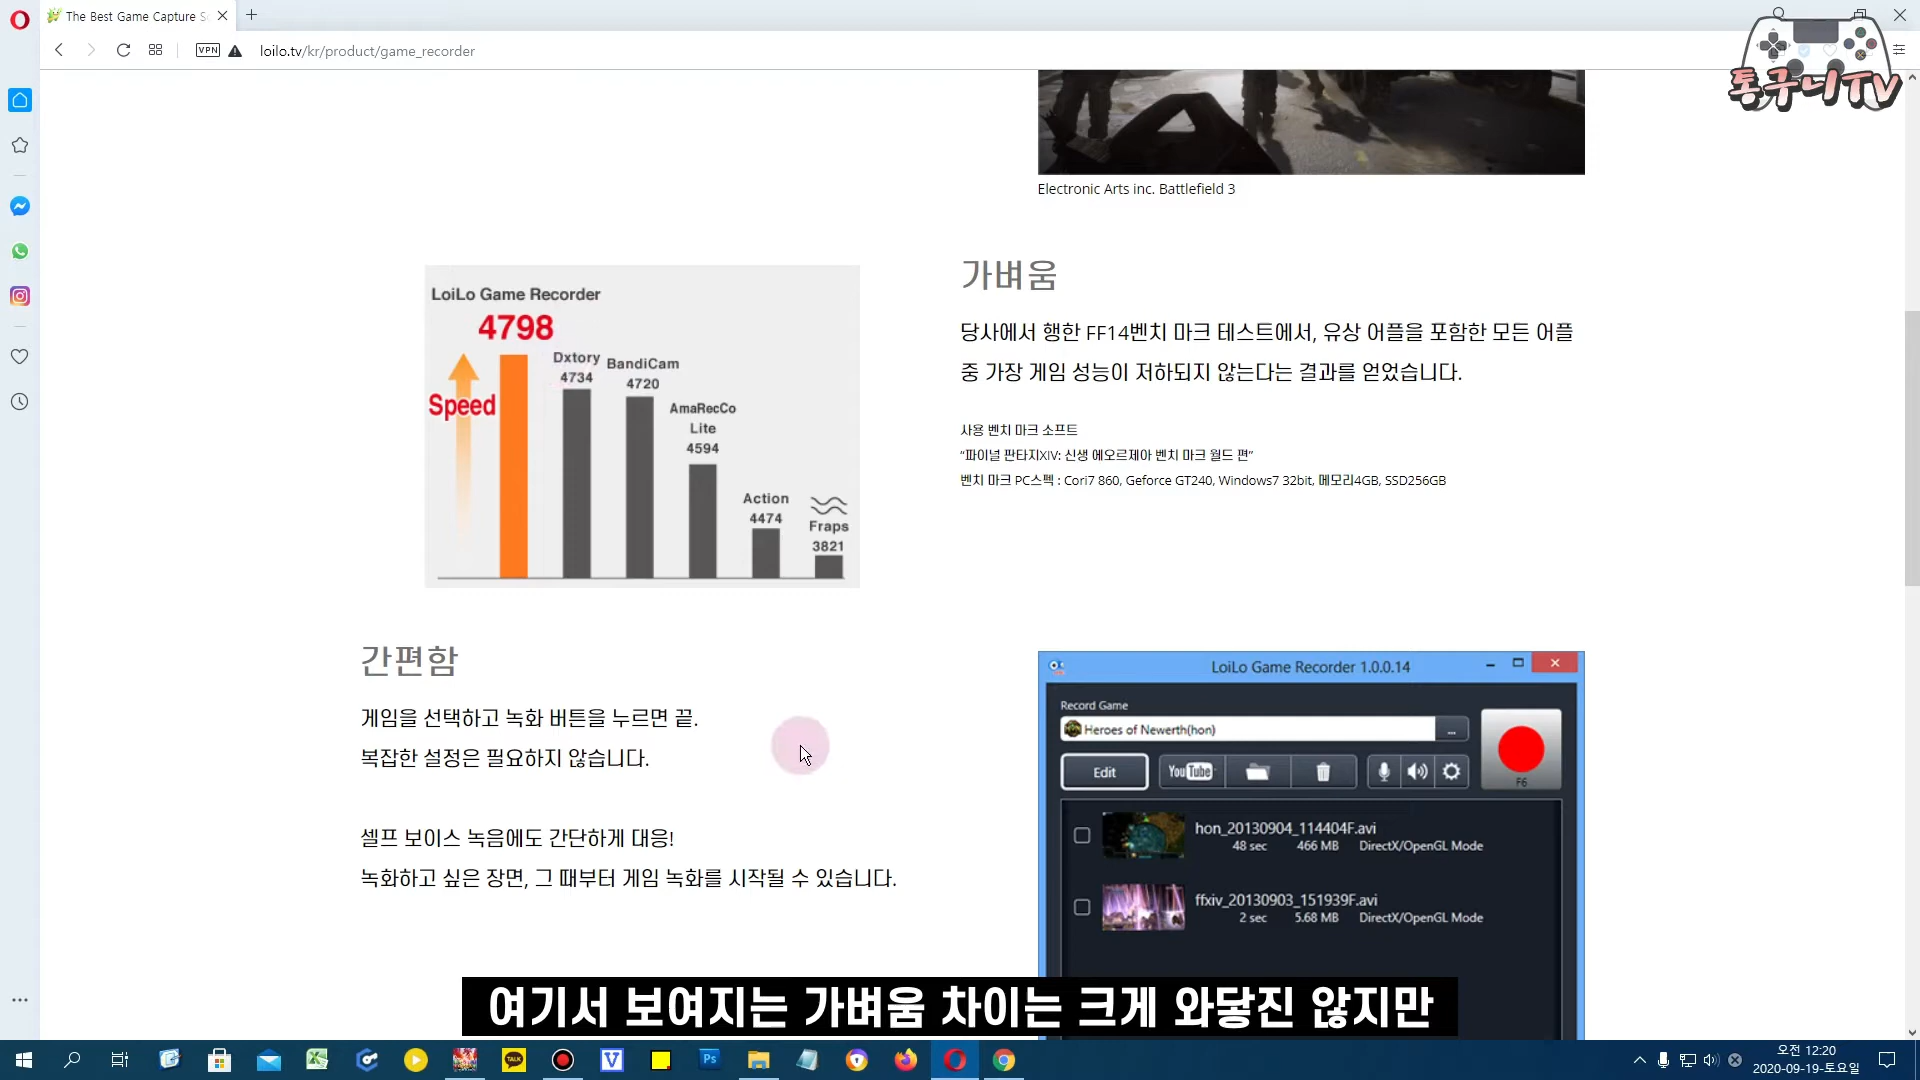 The Best Game Capture S
VPN
loilo.tv/kr/product/game_recorder
통구니TV
Electronic Arts inc. Battlefield 3
LoiLo Game Recorder
4798
Dxtory
4734
BandiCam
4720
Speed
AmaRecCo
Lite
4594
Action
4474
Fraps
3821
가벼움
당사에서 행한 FF14벤치 마크 테스트에서, 유상 어플을 포함한 모든 어플
중 가장 게임 성능이 저하되지 않는다는 결과를 얻었습니다.
사용 벤치 마크 소프트
“파이널 판타지XIV: 신생 에오르제아 벤치 마크 월드 편”
벤치 마크 PC스펙 : Cori7 860, Geforce GT240, Windows7 32bit, 메모리4GB, SSD256GB
간편함
게임을 선택하고 녹화 버튼을 누르면 끝.
복잡한 설정은 필요하지 않습니다.
셀프 보이스 녹음에도 간단하게 대응!
녹화하고 싶은 장면, 그 때부터 게임 녹화를 시작될 수 있습니다.
LoiLo Game Recorder 1.0.0.14
Record Game
Heroes of Newerth(hon)
...
Edit
YouTube
F6
hon_20130904_114404F.avi
48 sec 466 MB DirectX/OpenGL Mode
ffxiv_20130903_151939F.avi
2 sec 5.68 MB DirectX/OpenGL Mode
여기서 보여지는 가벼움 차이는 크게 와닿진 않지만
TALK
V
Ps
오전 12:20
2020-09-19-토요일